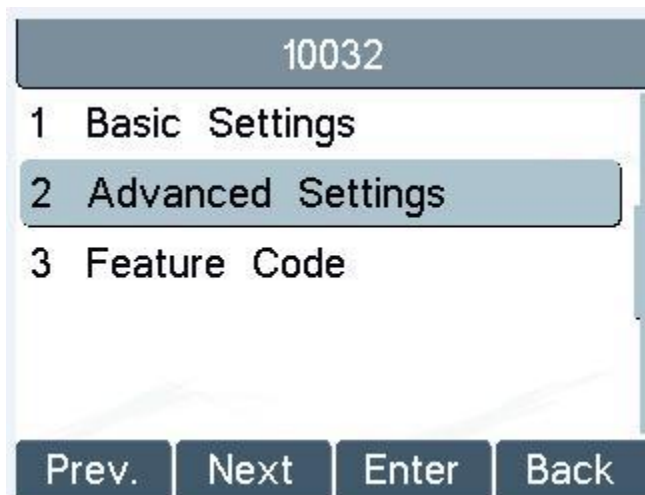 10032
1 Basic Settings
2 Advanced Settings
3 Feature Code
Prev. Next Enter Back